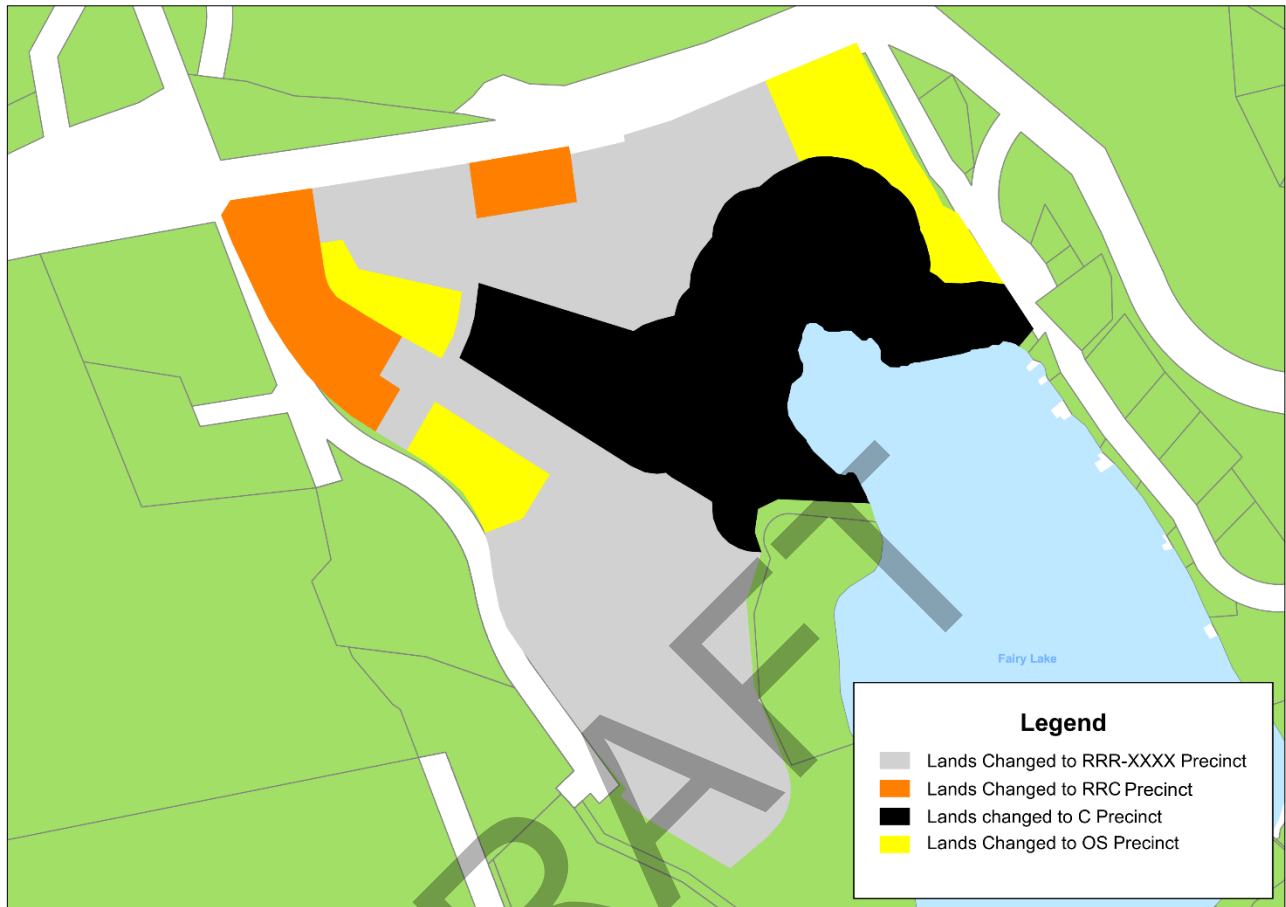 Fairy Lake
Legend
Lands Changed to RRR-XXXX Precinct
Lands Changed to RRC Precinct
Lands changed to C Precinct
Lands Changed to OS Precinct
DRAFT